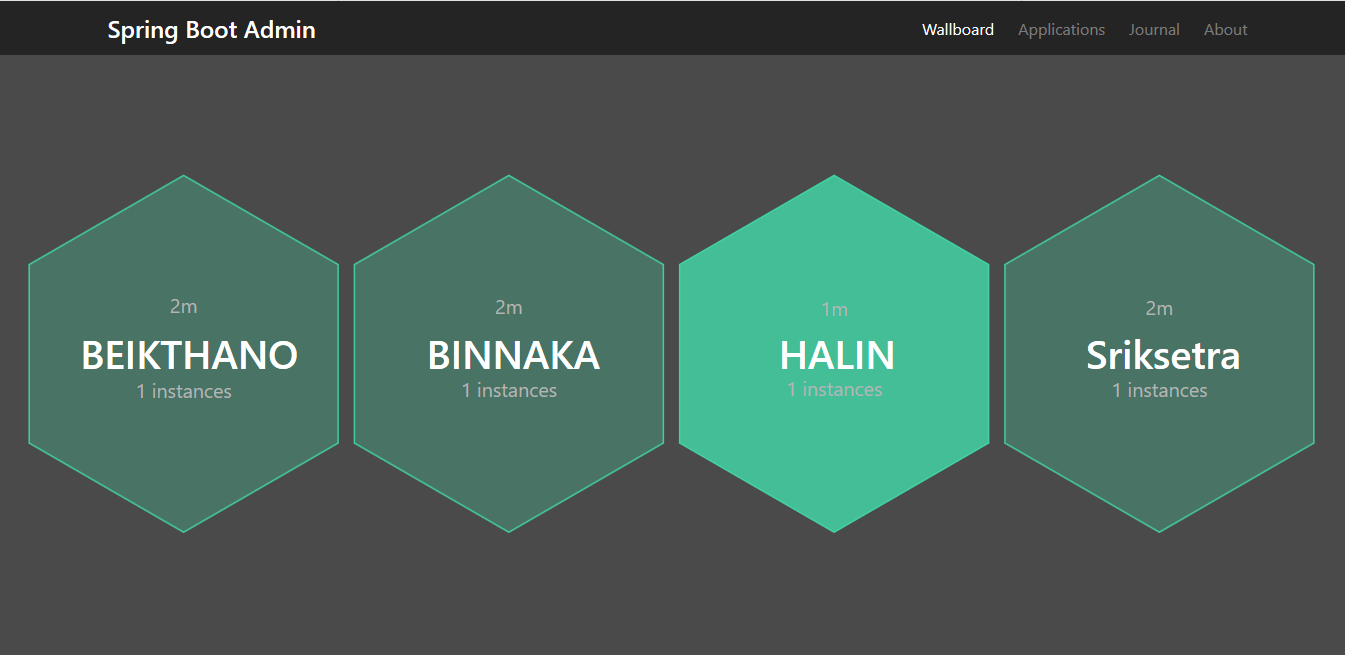 Spring Boot Admin
Wallboard Applications Journal About
2m
BEIKTHANO
1 instances
2m
BINNAKA
1 instances
1m
HALIN
1 instances
2m
Sriksetra
1 instances